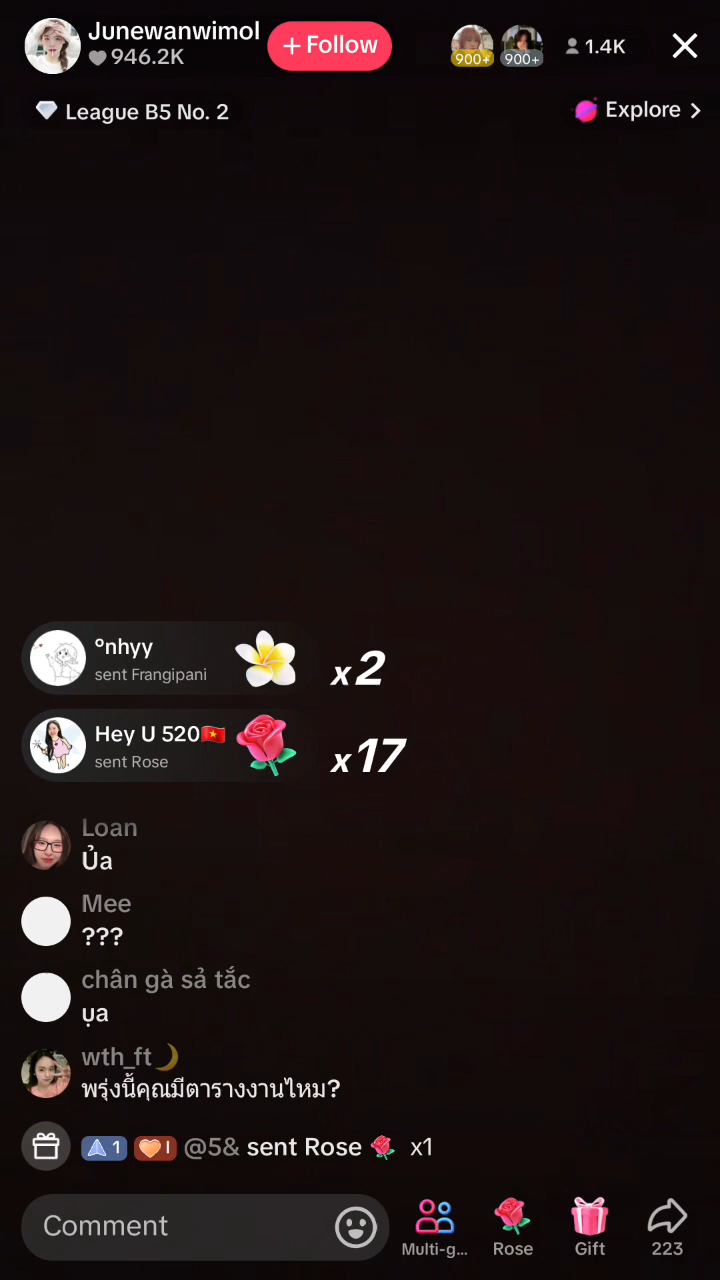 Junewanwimol
946.2K
+ Follow
900+
900+
1.4K
League B5 No. 2
Explore
°nhyy
sent Frangipani
x2
Hey U 520🇻🇳
sent Rose
x17
Loan
Ủa
Mee
???
chân gà sả tắc
ụa
wth_ft🌙
พรุ่งนี้คุณมีตารางงานไหม?
1 I @5& sent Rose x1
Comment
Multi-g...
Rose
Gift
223